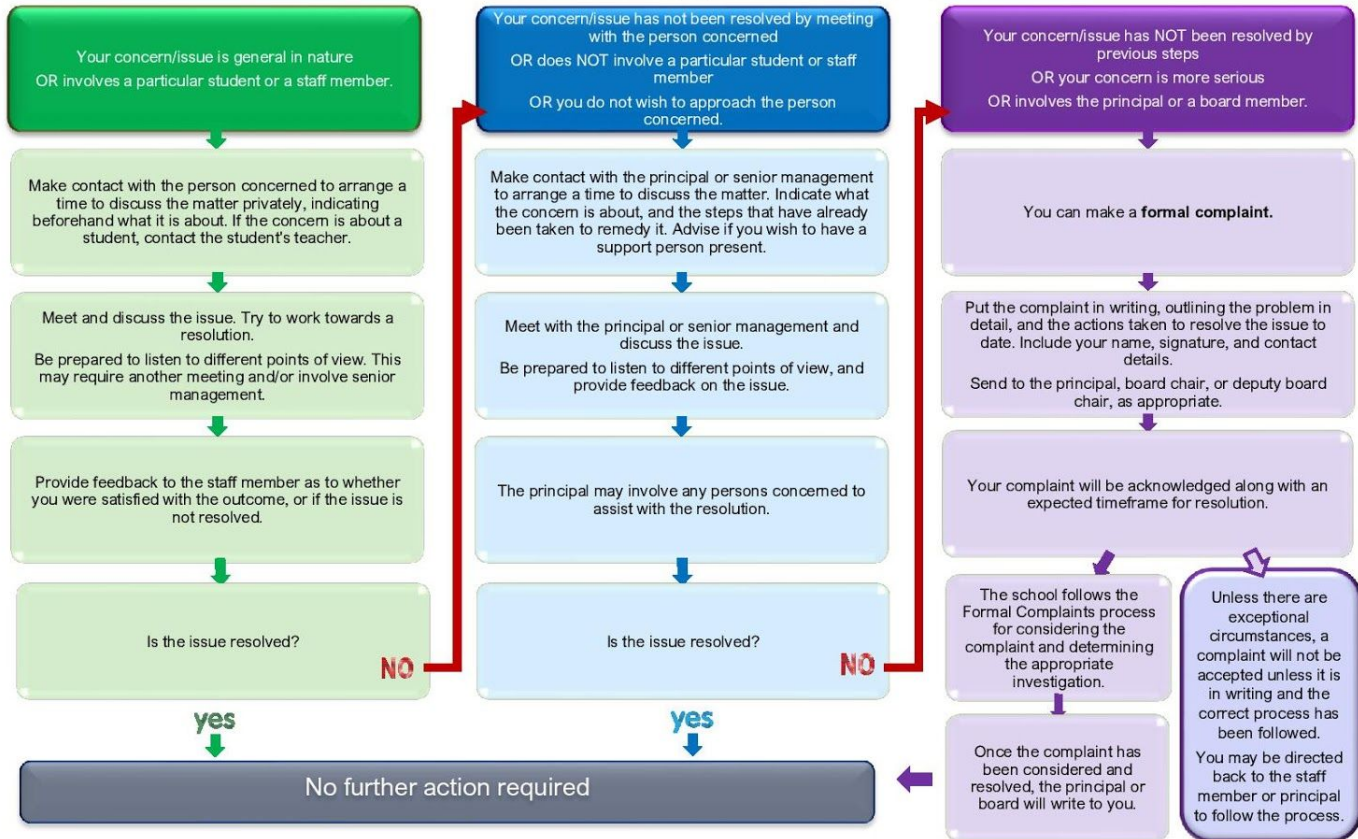 Your concern/issue is general in nature
OR involves a particular student or a staff member.
Make contact with the person concerned to arrange a
time to discuss the matter privately, indicating
beforehand what it is about. If the concern is about a
student, contact the student's teacher.
Meet and discuss the issue. Try to work towards a
resolution.
Be prepared to listen to different points of view. This
may require another meeting and/or involve senior
management.
Provide feedback to the staff member as to whether
you were satisfied with the outcome, or if the issue is
not resolved.
Is the issue resolved?
NO
yes
Your concern/issue has not been resolved by meeting
with the person concerned
OR does NOT involve a particular student or staff
member
OR you do not wish to approach the person
concerned.
Make contact with the principal or senior management
to arrange a time to discuss the matter. Indicate what
the concern is about, and the steps that have already
been taken to remedy it. Advise if you wish to have a
support person present.
Meet with the principal or senior management and
discuss the issue.
Be prepared to listen to different points of view, and
provide feedback on the issue.
The principal may involve any persons concerned to
assist with the resolution.
Is the issue resolved?
NO
yes
Your concern/issue has NOT been resolved by
previous steps
OR your concern is more serious
OR involves the principal or a board member.
You can make a formal complaint.
Put the complaint in writing, outlining the problem in
detail, and the actions taken to resolve the issue to
date. Include your name, signature, and contact
details.
Send to the principal, board chair, or deputy board
chair, as appropriate.
Your complaint will be acknowledged along with an
expected timeframe for resolution.
The school follows the
Formal Complaints process
for considering the
complaint and determining
the appropriate
investigation.
Once the complaint has
been considered and
resolved, the principal or
board will write to you.
Unless there are
exceptional
circumstances, a
complaint will not be
accepted unless it is
in writing and the
correct process has
been followed.
You may be directed
back to the staff
member or principal
to follow the process.
No further action required